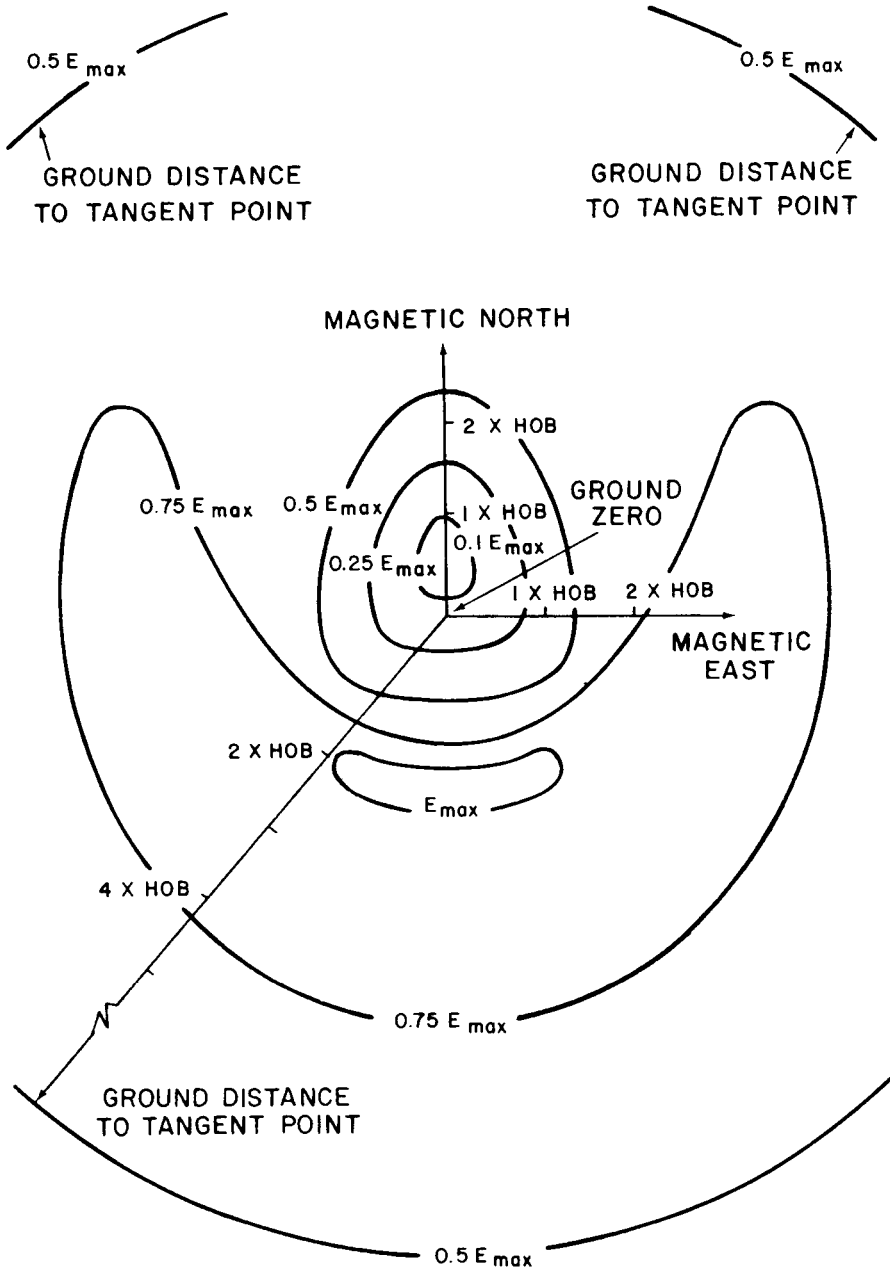 0.5 E max
0.5 E max
GROUND DISTANCE
TO TANGENT POINT
GROUND DISTANCE
TO TANGENT POINT
MAGNETIC NORTH
2 X HOB
0.75 E max
0.5 E max
GROUND
ZERO
1 X HOB
0.1 E max
0.25 E max
1 X HOB
2 X HOB
MAGNETIC
EAST
2 X HOB
E max
4 X HOB
0.75 E max
GROUND DISTANCE
TO TANGENT POINT
0.5 E max